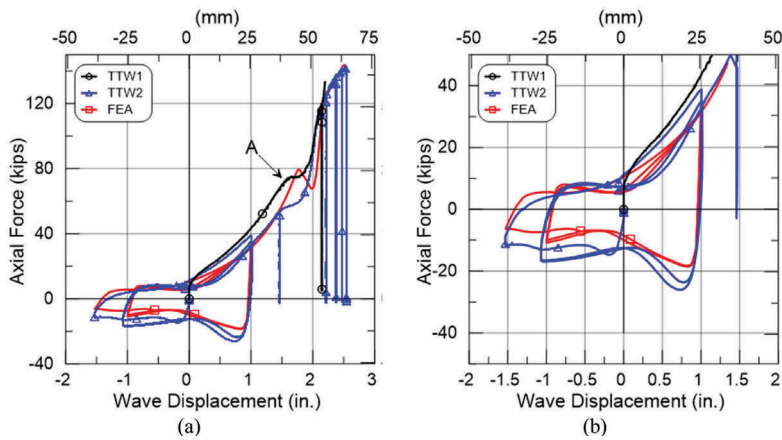 (mm)
-50 -25 0 25 50 75
TTW1
TTW2
FEA
A
120
80
40
0
-40
Axial Force (kips)
-2 -1 0 1 2 3
Wave Displacement (in.)
(a)
(mm)
-50 -25 0 25 50
TTW1
TTW2
FEA
40
20
0
-20
-40
Axial Force (kips)
-2 -1.5 -1 -0.5 0 0.5 1 1.5 2
Wave Displacement (in.)
(b)